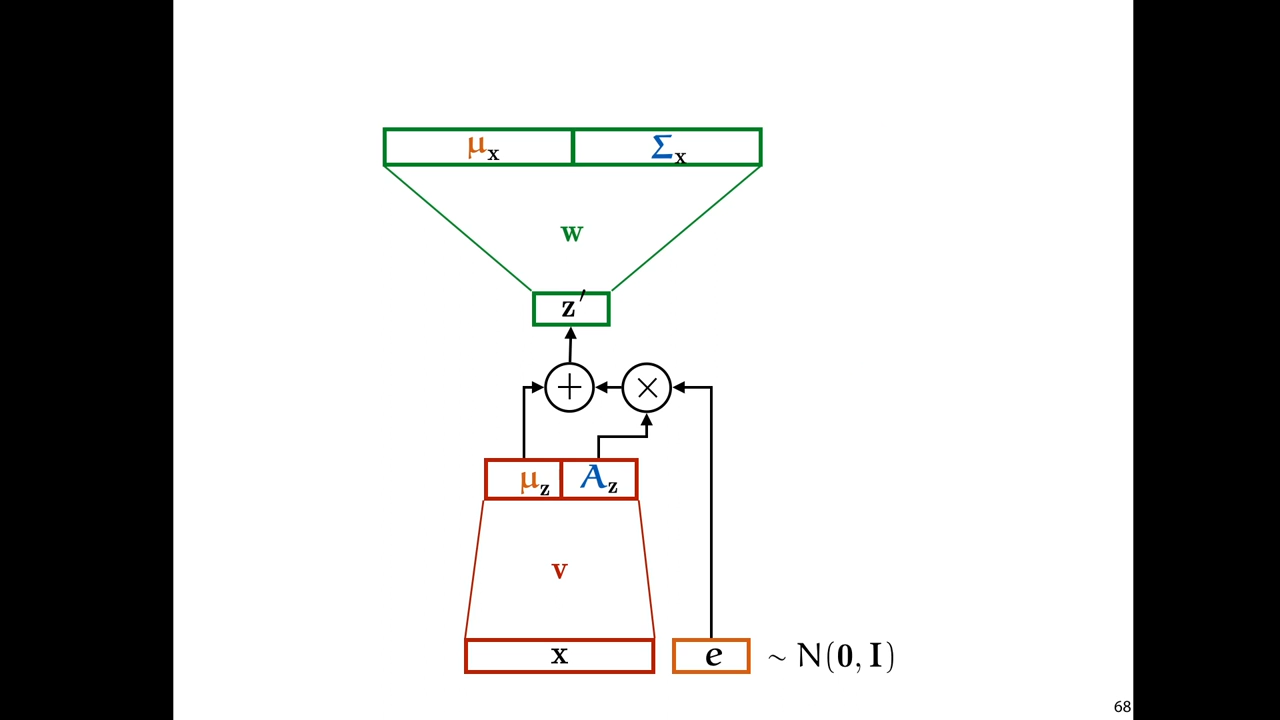 μx Σx
w
z′
+ ×
μz Az
v
x e ~ N(0, I)
68